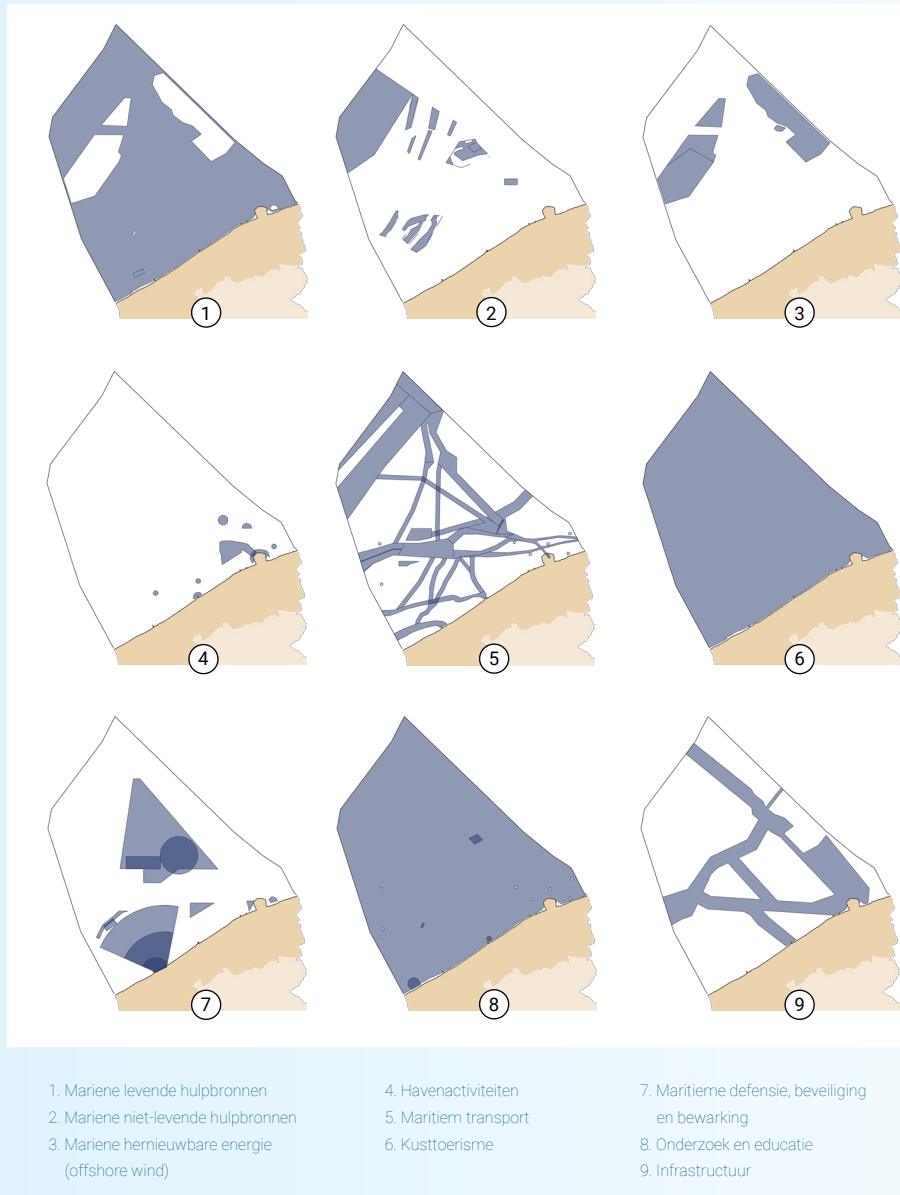 1
2
3
4
5
6
7
8
9
1. Mariene levende hulpbronnen
2. Mariene niet-levende hulpbronnen
3. Mariene hernieuwbare energie
(offshore wind)
4. Havenactiviteiten
5. Maritiem transport
6. Kusttoerisme
7. Maritieme defensie, beveiliging
en bewarking
8. Onderzoek en educatie
9. Infrastructuur